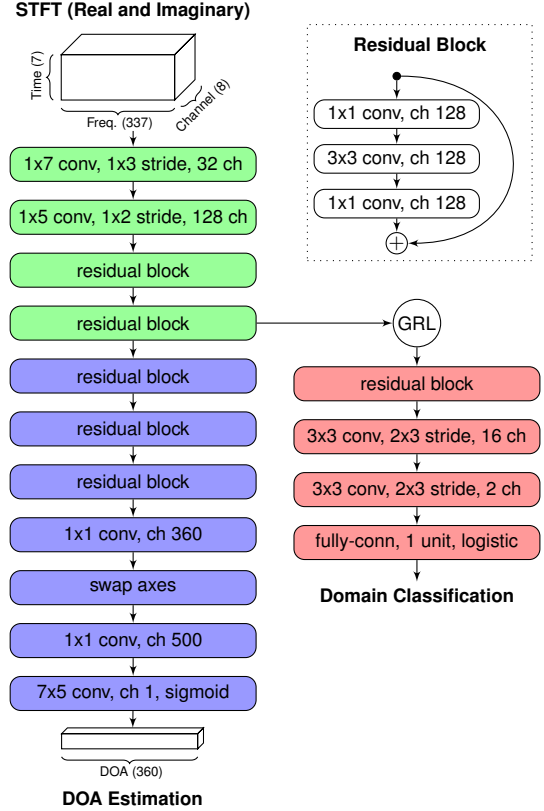 STFT (Real and Imaginary)
Time (7)
Freq. (337)
Channel (8)
1x7 conv, 1x3 stride, 32 ch
1x5 conv, 1x2 stride, 128 ch
residual block
residual block
residual block
residual block
residual block
1x1 conv, ch 360
swap axes
1x1 conv, ch 500
7x5 conv, ch 1, sigmoid
DOA (360)
DOA Estimation
Residual Block
1x1 conv, ch 128
3x3 conv, ch 128
1x1 conv, ch 128
+
GRL
residual block
3x3 conv, 2x3 stride, 16 ch
3x3 conv, 2x3 stride, 2 ch
fully-conn, 1 unit, logistic
Domain Classification